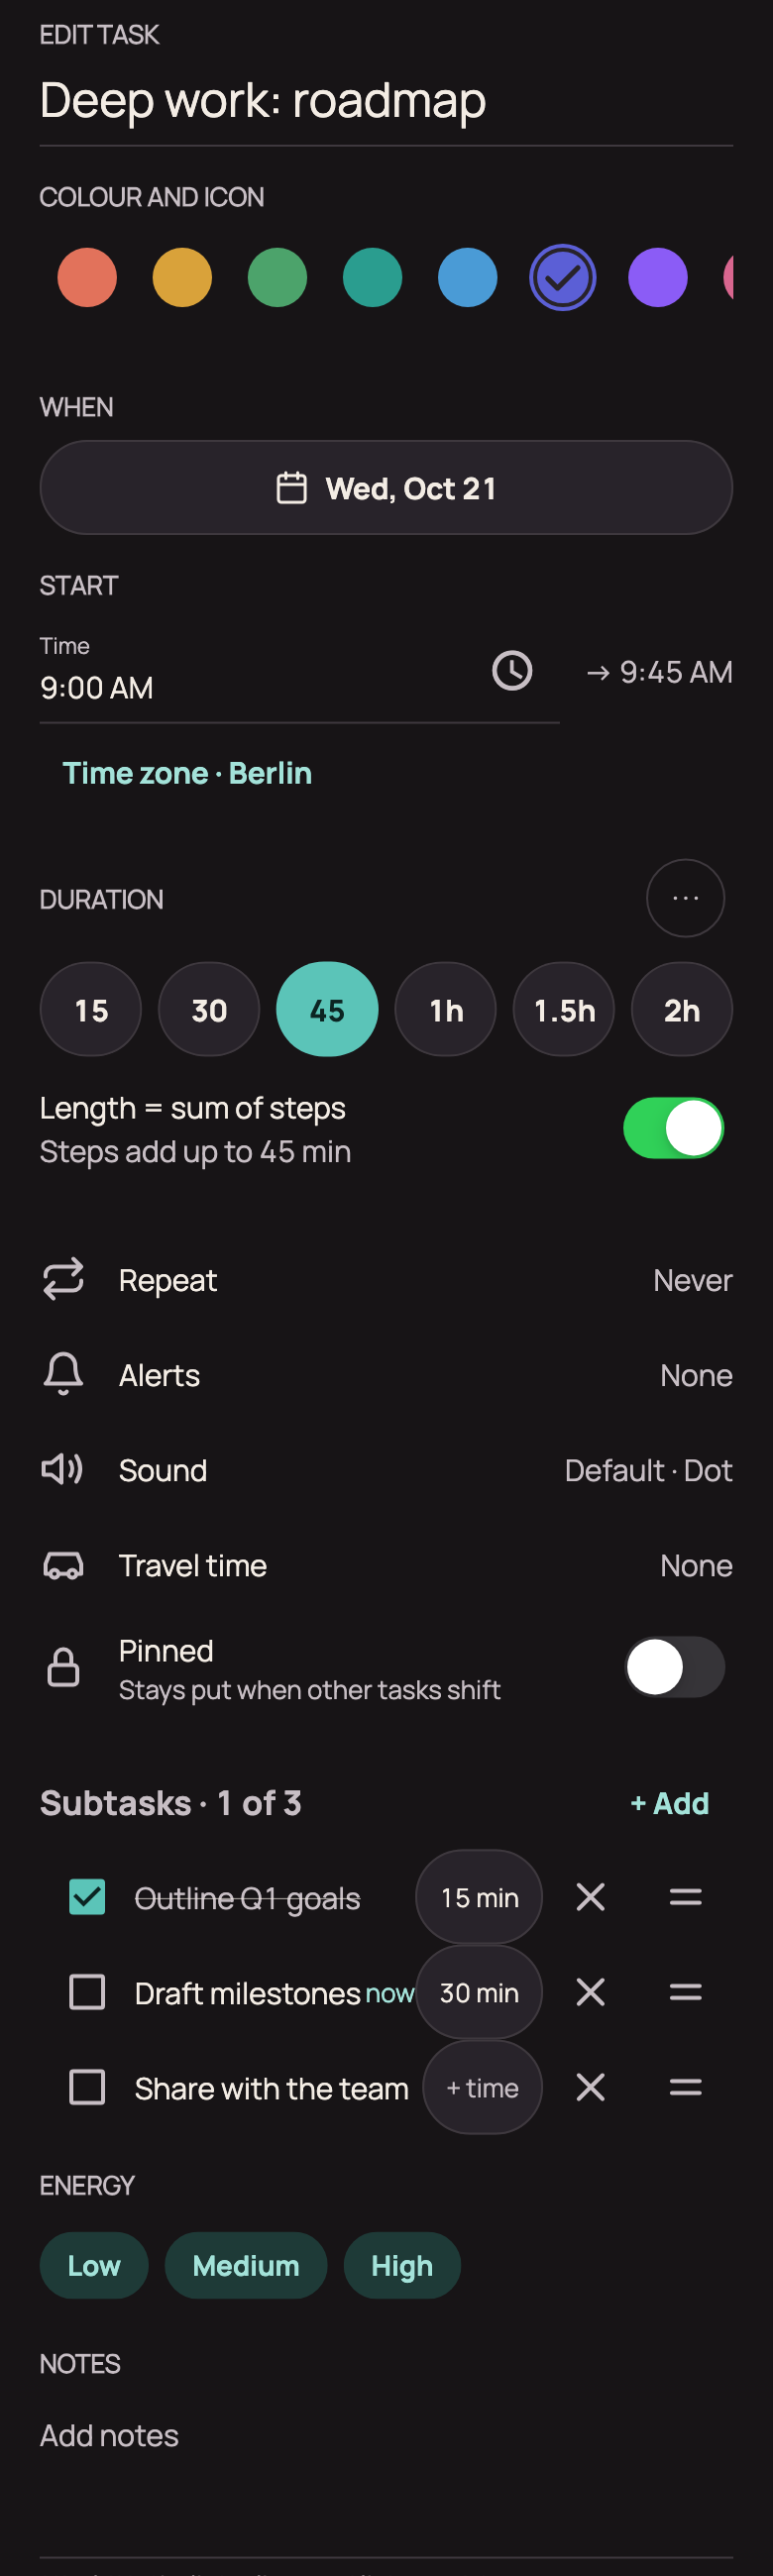 EDIT TASK
Deep work: roadmap
COLOUR AND ICON
WHEN
Wed, Oct 21
START
Time
9:00 AM
→ 9:45 AM
Time zone · Berlin
DURATION
···
15 30 45 1h 1.5h 2h
Length = sum of steps
Steps add up to 45 min
Repeat Never
Alerts None
Sound Default · Dot
Travel time None
Pinned
Stays put when other tasks shift
Subtasks · 1 of 3 + Add
Outline Q1 goals 15 min
Draft milestones now 30 min
Share with the team + time
ENERGY
Low Medium High
NOTES
Add notes